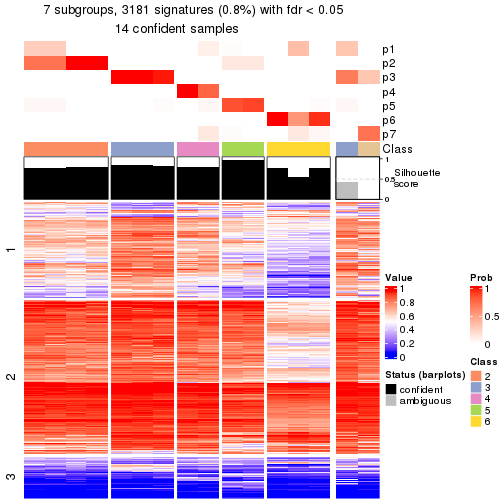 7 subgroups, 3181 signatures (0.8%) with fdr < 0.05
14 confident samples
p1
p2
p3
p4
p5
p6
p7
Class
1
0.5
0
Silhouette
score
1
2
3
Value
1
0.8
0.6
0.4
0.2
0
Prob
1
0.5
0
Status (barplots)
confident
ambiguous
Class
2
3
4
5
6